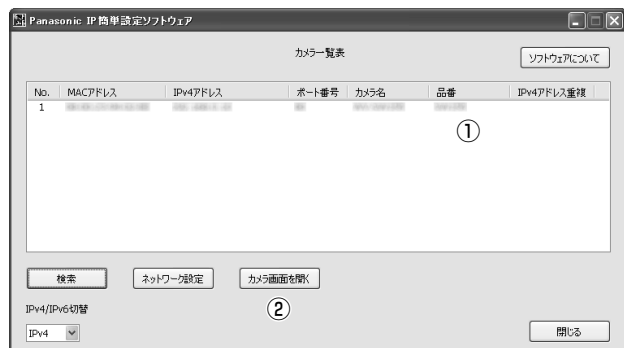 Panasonic IP簡単設定ソフトウェア
カメラ一覧表
ソフトウェアについて
No. MACアドレス IPv4アドレス ポート番号 カメラ名 品番 IPv4アドレス重複
1
①
検索 ネットワーク設定 カメラ画面を開く
②
IPv4/IPv6切替
IPv4
閉じる